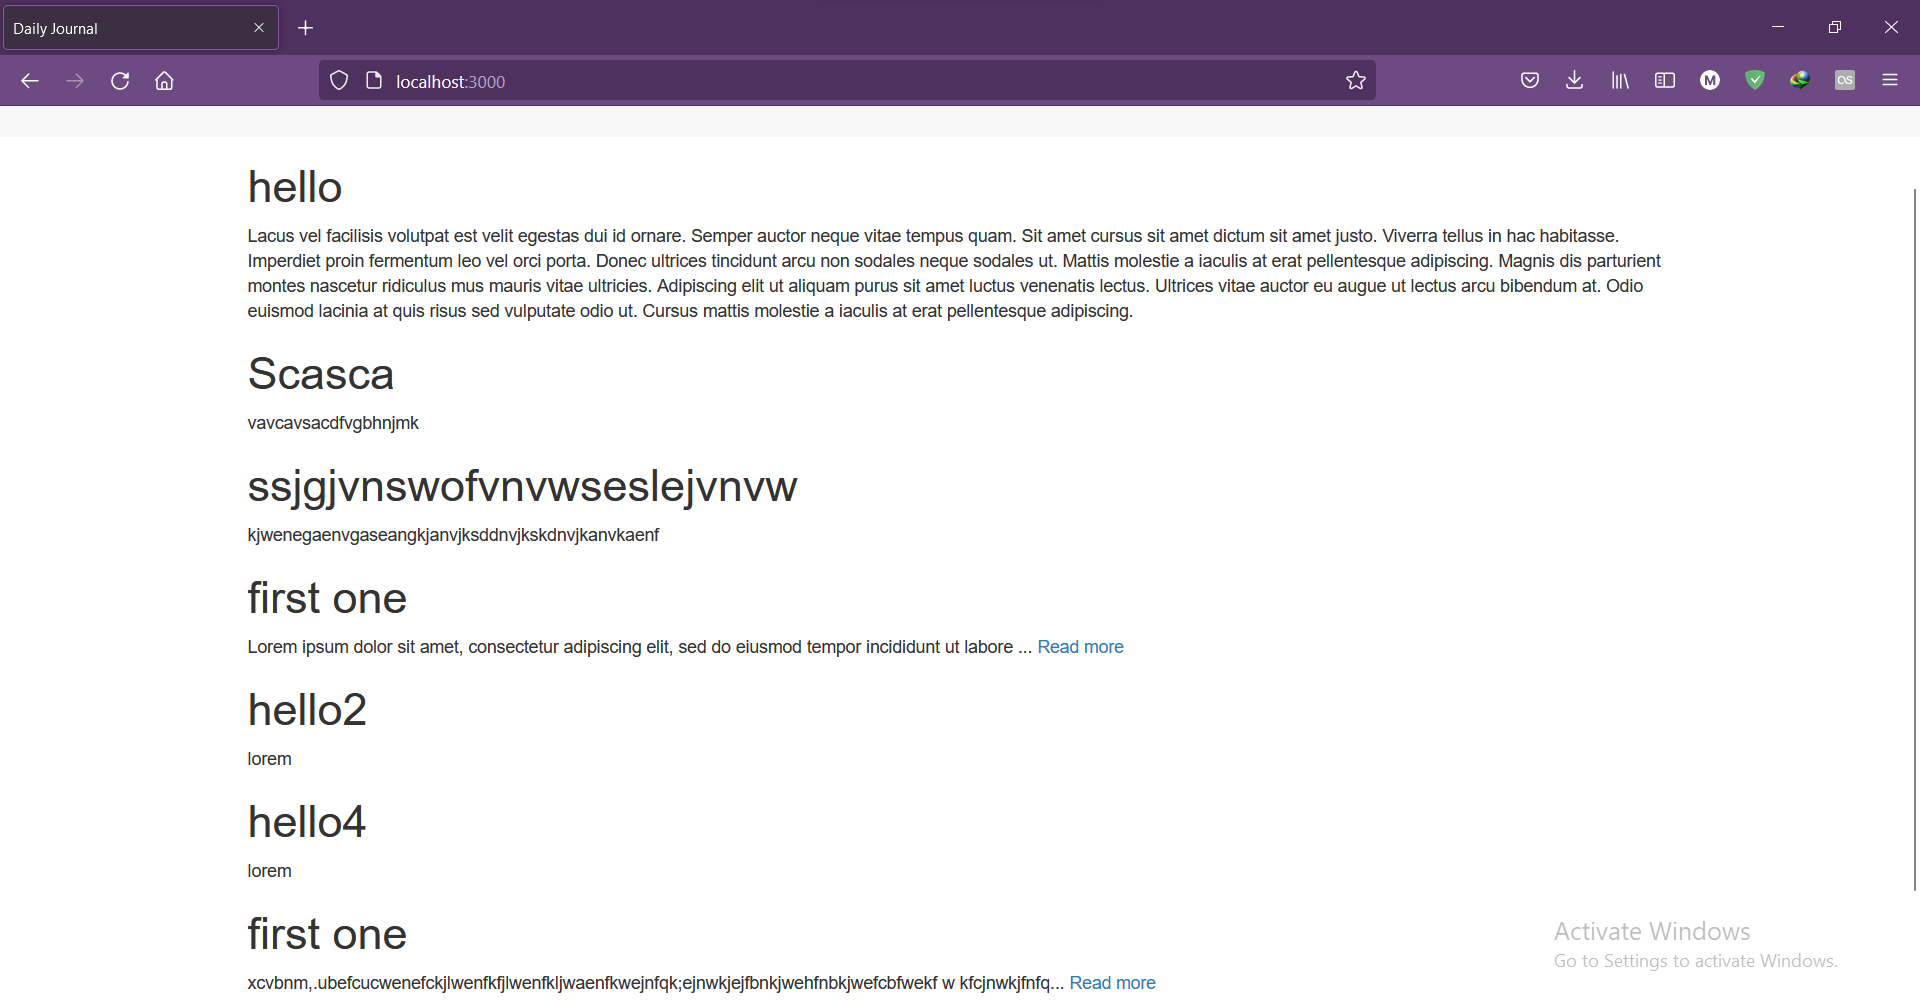 Daily Journal
localhost:3000
M
hello
Lacus vel facilisis volutpat est velit egestas dui id ornare. Semper auctor neque vitae tempus quam. Sit amet cursus sit amet dictum sit amet justo. Viverra tellus in hac habitasse.
Imperdiet proin fermentum leo vel orci porta. Donec ultrices tincidunt arcu non sodales neque sodales ut. Mattis molestie a iaculis at erat pellentesque adipiscing. Magnis dis parturient
montes nascetur ridiculus mus mauris vitae ultricies. Adipiscing elit ut aliquam purus sit amet luctus venenatis lectus. Ultrices vitae auctor eu augue ut lectus arcu bibendum at. Odio
euismod lacinia at quis risus sed vulputate odio ut. Cursus mattis molestie a iaculis at erat pellentesque adipiscing.
Scasca
vavcavsacdfvgbhnjmk
ssjgjvnswofvnvwseslejvnvw
kjwenegaenvgaseangkjanvjksddnvjkskdnvjkanvkaenf
first one
Lorem ipsum dolor sit amet, consectetur adipiscing elit, sed do eiusmod tempor incididunt ut labore ... Read more
hello2
lorem
hello4
lorem
first one
xcvbnm,.ubefcucwenefckjlwenfkfjlwenfkljwaenfkwejnfqk;ejnwkjejfbnkjwehfnbkjwefcbfwekf w kfcjnwkjfnfq... Read more
Activate Windows
Go to Settings to activate Windows.